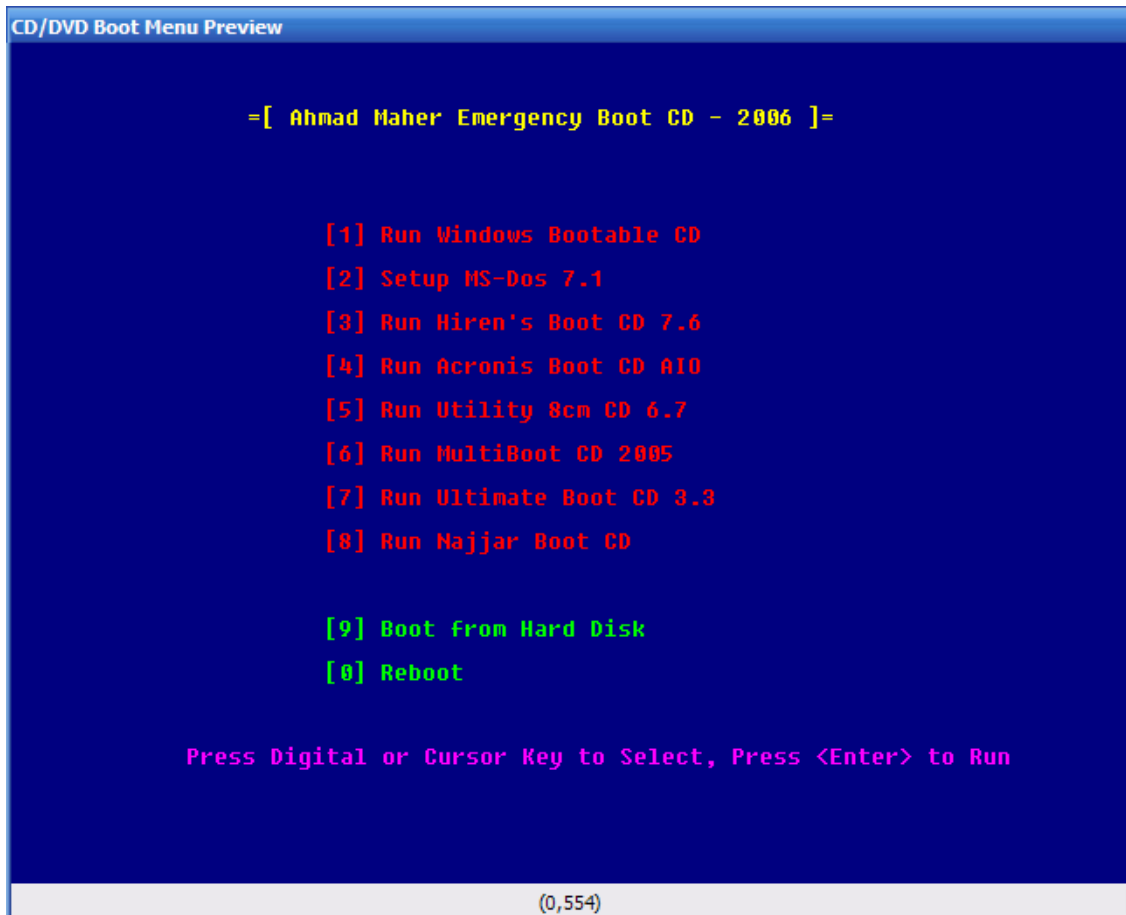 CD/DVD Boot Menu Preview
=[ Ahmad Maher Emergency Boot CD - 2006 ]=
[1] Run Windows Bootable CD
[2] Setup MS-Dos 7.1
[3] Run Hiren's Boot CD 7.6
[4] Run Acronis Boot CD AIO
[5] Run Utility 8cm CD 6.7
[6] Run MultiBoot CD 2005
[7] Run Ultimate Boot CD 3.3
[8] Run Najjar Boot CD
[9] Boot from Hard Disk
[0] Reboot
Press Digital or Cursor Key to Select, Press <Enter> to Run
(0,554)